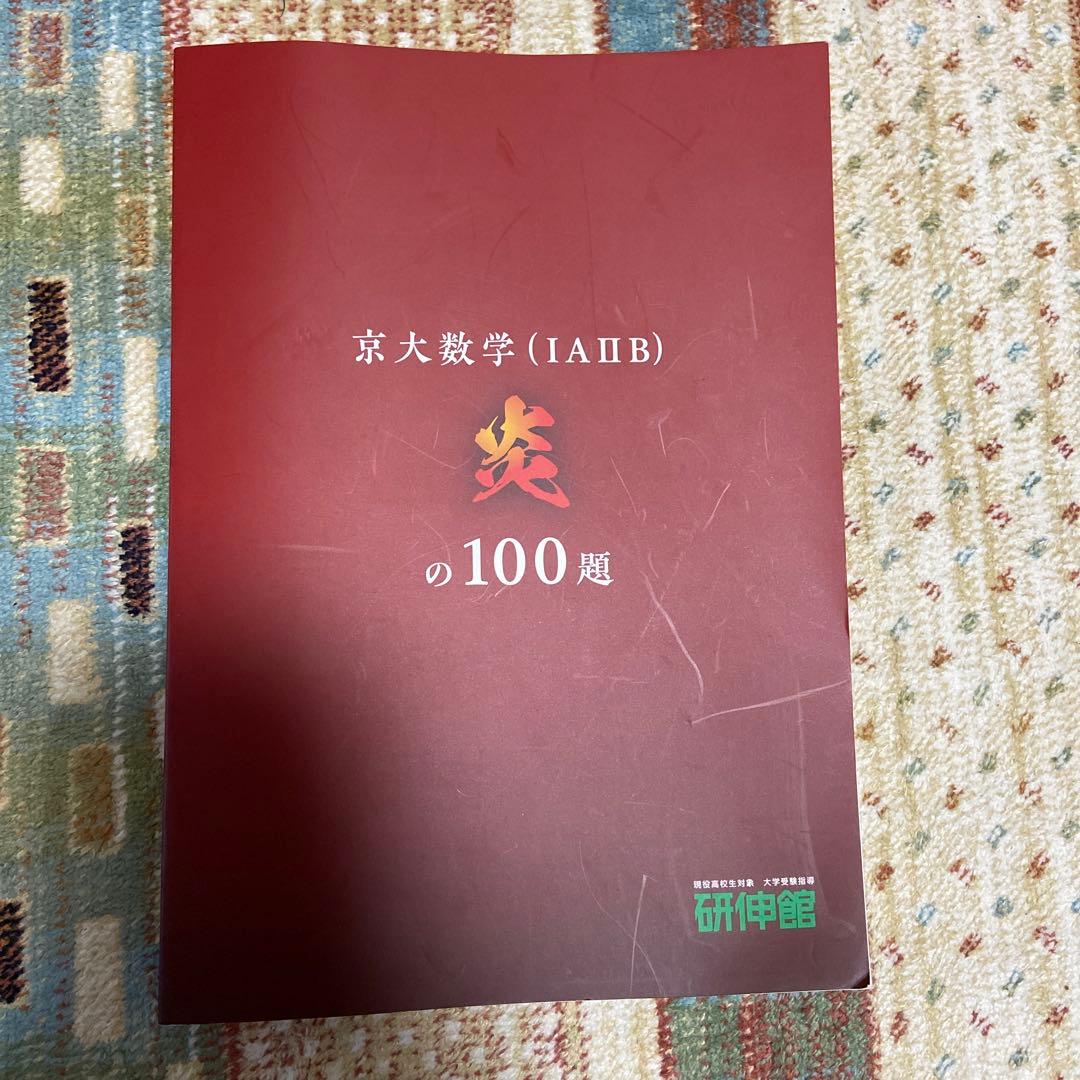 京大数学(ⅠAⅡB)
炎
の100題
現役高校生対象　大学受験指導
研伸館